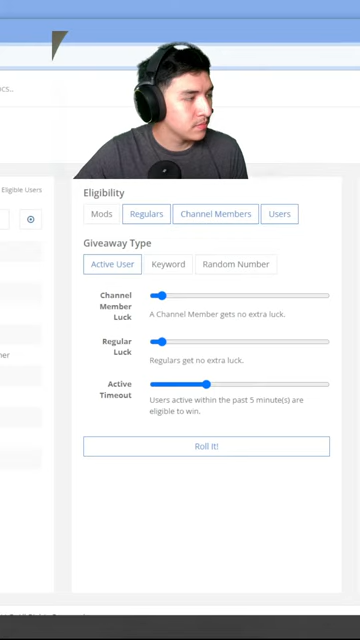 Eligible Users
Eligibility
Mods
Regulars
Channel Members
Users
Giveaway Type
Active User
Keyword
Random Number
Channel
Member
Luck
A Channel Member gets no extra luck.
Regular
Luck
Regulars get no extra luck.
Active
Timeout
Users active within the past 5 minute(s) are
eligible to win.
Roll It!